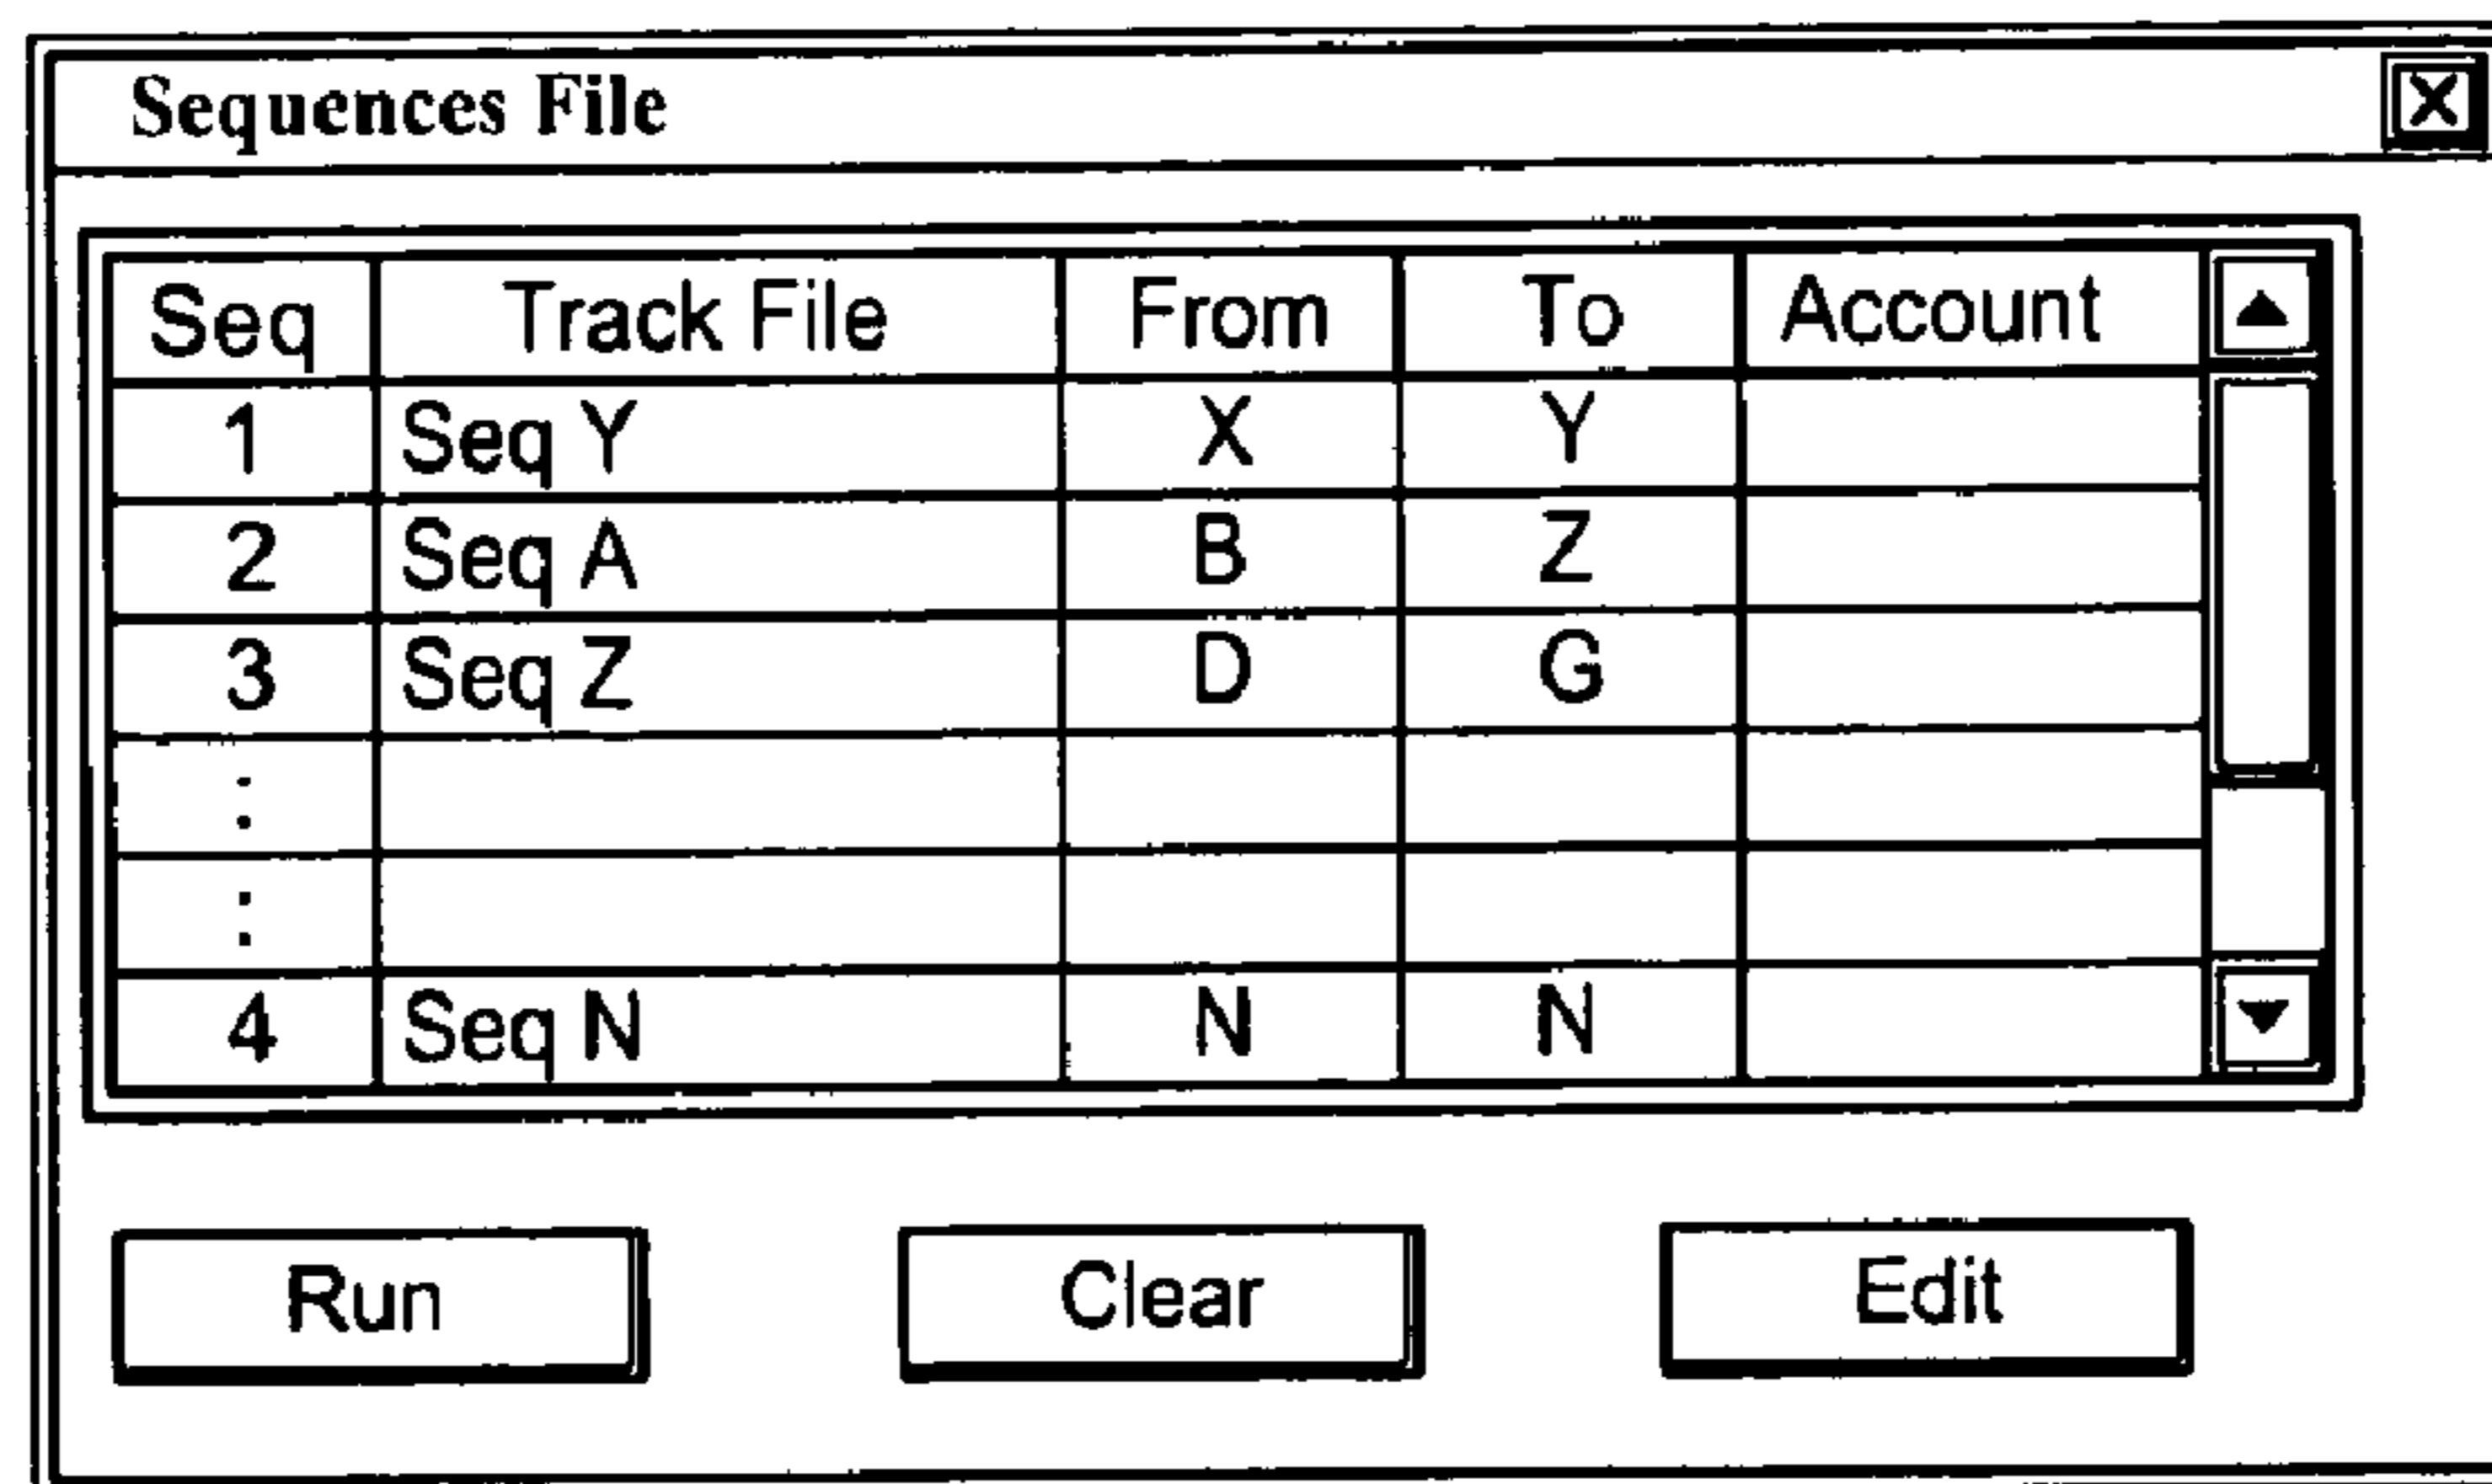 Sequences File X
Seq Track File From To Account
1 Seq Y X Y
2 Seq A B Z
3 Seq Z D G
:
:
4 Seq N N N
Run Clear Edit